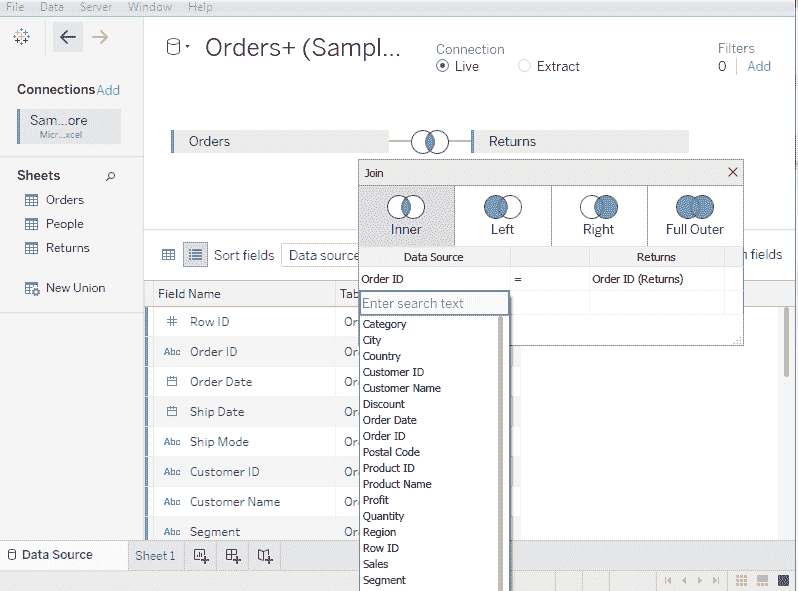 File Data Server Window Help
Orders+ (Sampl...
Connection
Live Extract
Filters
0 Add
Connections Add
Sam...ore
Micr...xcel
Sheets
Orders
People
Returns
New Union
Orders Returns
Join
Inner Left Right Full Outer
Data Source Returns
Order ID = Order ID (Returns)
Enter search text
Category
City
Country
Customer ID
Customer Name
Discount
Order Date
Order ID
Postal Code
Product ID
Product Name
Profit
Quantity
Region
Row ID
Sales
Segment
Sort fields Data source fields
Field Name Tab
# Row ID Or
Abc Order ID Or
Order Date Or
Ship Date Or
Abc Ship Mode Or
Abc Customer ID Or
Abc Customer Name Or
Abc Segment Or
Data Source Sheet 1